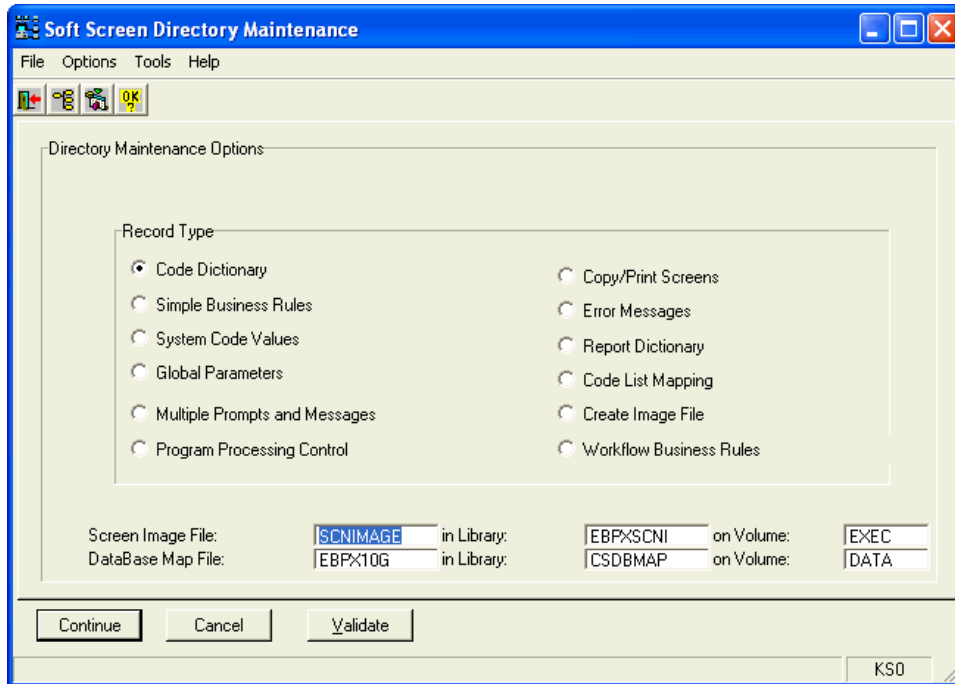 Soft Screen Directory Maintenance
File Options Tools Help
OK?
Directory Maintenance Options
Record Type
Code Dictionary
Simple Business Rules
System Code Values
Global Parameters
Multiple Prompts and Messages
Program Processing Control
Copy/Print Screens
Error Messages
Report Dictionary
Code List Mapping
Create Image File
Workflow Business Rules
Screen Image File: SCNIMAGE in Library: EBPXSCNI on Volume: EXEC
DataBase Map File: EBPX10G in Library: CSDBMAP on Volume: DATA
Continue Cancel Validate
KS0